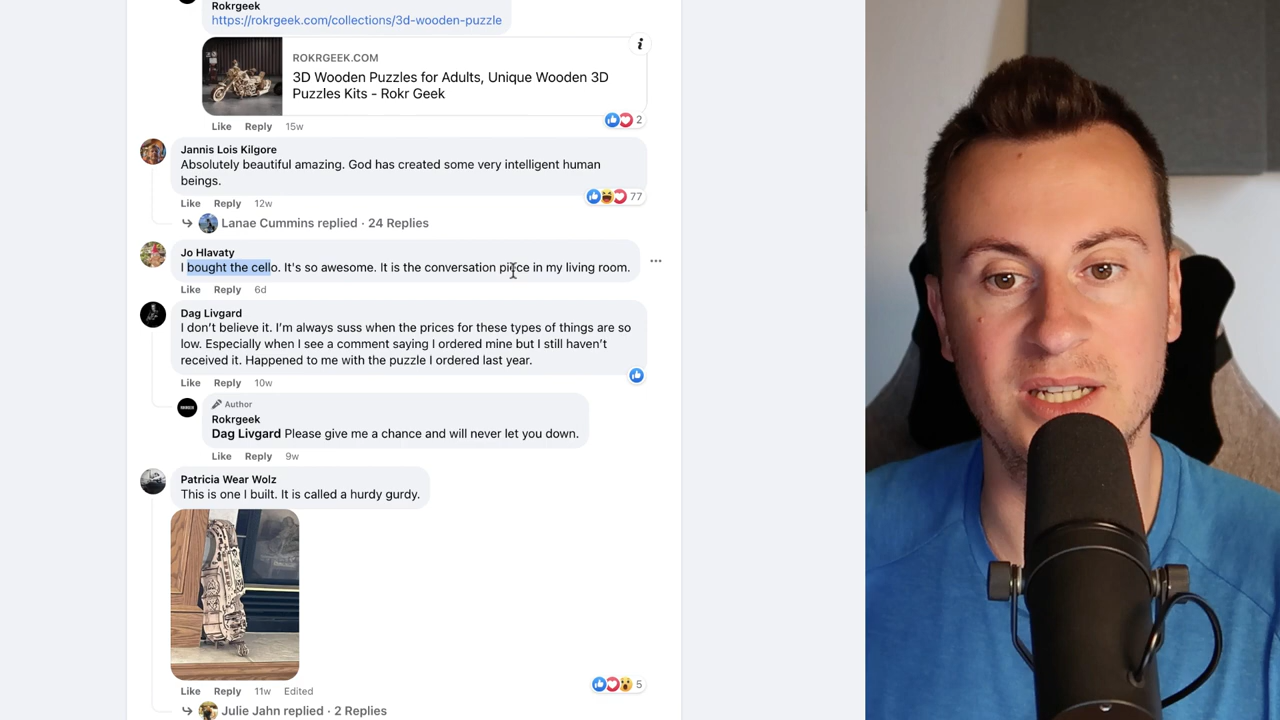 Rokrgeek
https://rokrgeek.com/collections/3d-wooden-puzzle
ROKRGEEK.COM
3D Wooden Puzzles for Adults, Unique Wooden 3D
Puzzles Kits - Rokr Geek
2
Like Reply 15w
Jannis Lois Kilgore
Absolutely beautiful amazing. God has created some very intelligent human
beings.
77
Like Reply 12w
Lanae Cummins replied · 24 Replies
Jo Hlavaty
I bought the cello. It's so awesome. It is the conversation piece in my living room.
Like Reply 6d
Dag Livgard
I don't believe it. I'm always suss when the prices for these types of things are so
low. Especially when I see a comment saying I ordered mine but I still haven't
received it. Happened to me with the puzzle I ordered last year.
Like Reply 10w
Author
Rokrgeek
Dag Livgard Please give me a chance and will never let you down.
Like Reply 9w
Patricia Wear Wolz
This is one I built. It is called a hurdy gurdy.
5
Like Reply 11w Edited
Julie Jahn replied · 2 Replies